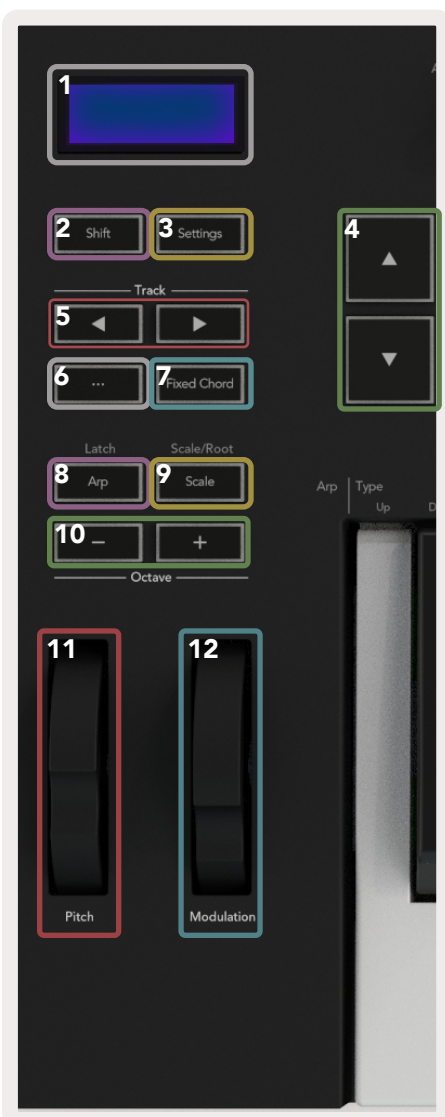 1
2 Shift
3 Settings
4
▲
Track
5 ◀ ▶
▼
6 ...
7 Fixed Chord
Latch
Scale/Root
8 Arp
9 Scale
Arp | Type
Up
10 − +
Octave
11
12
Pitch
Modulation